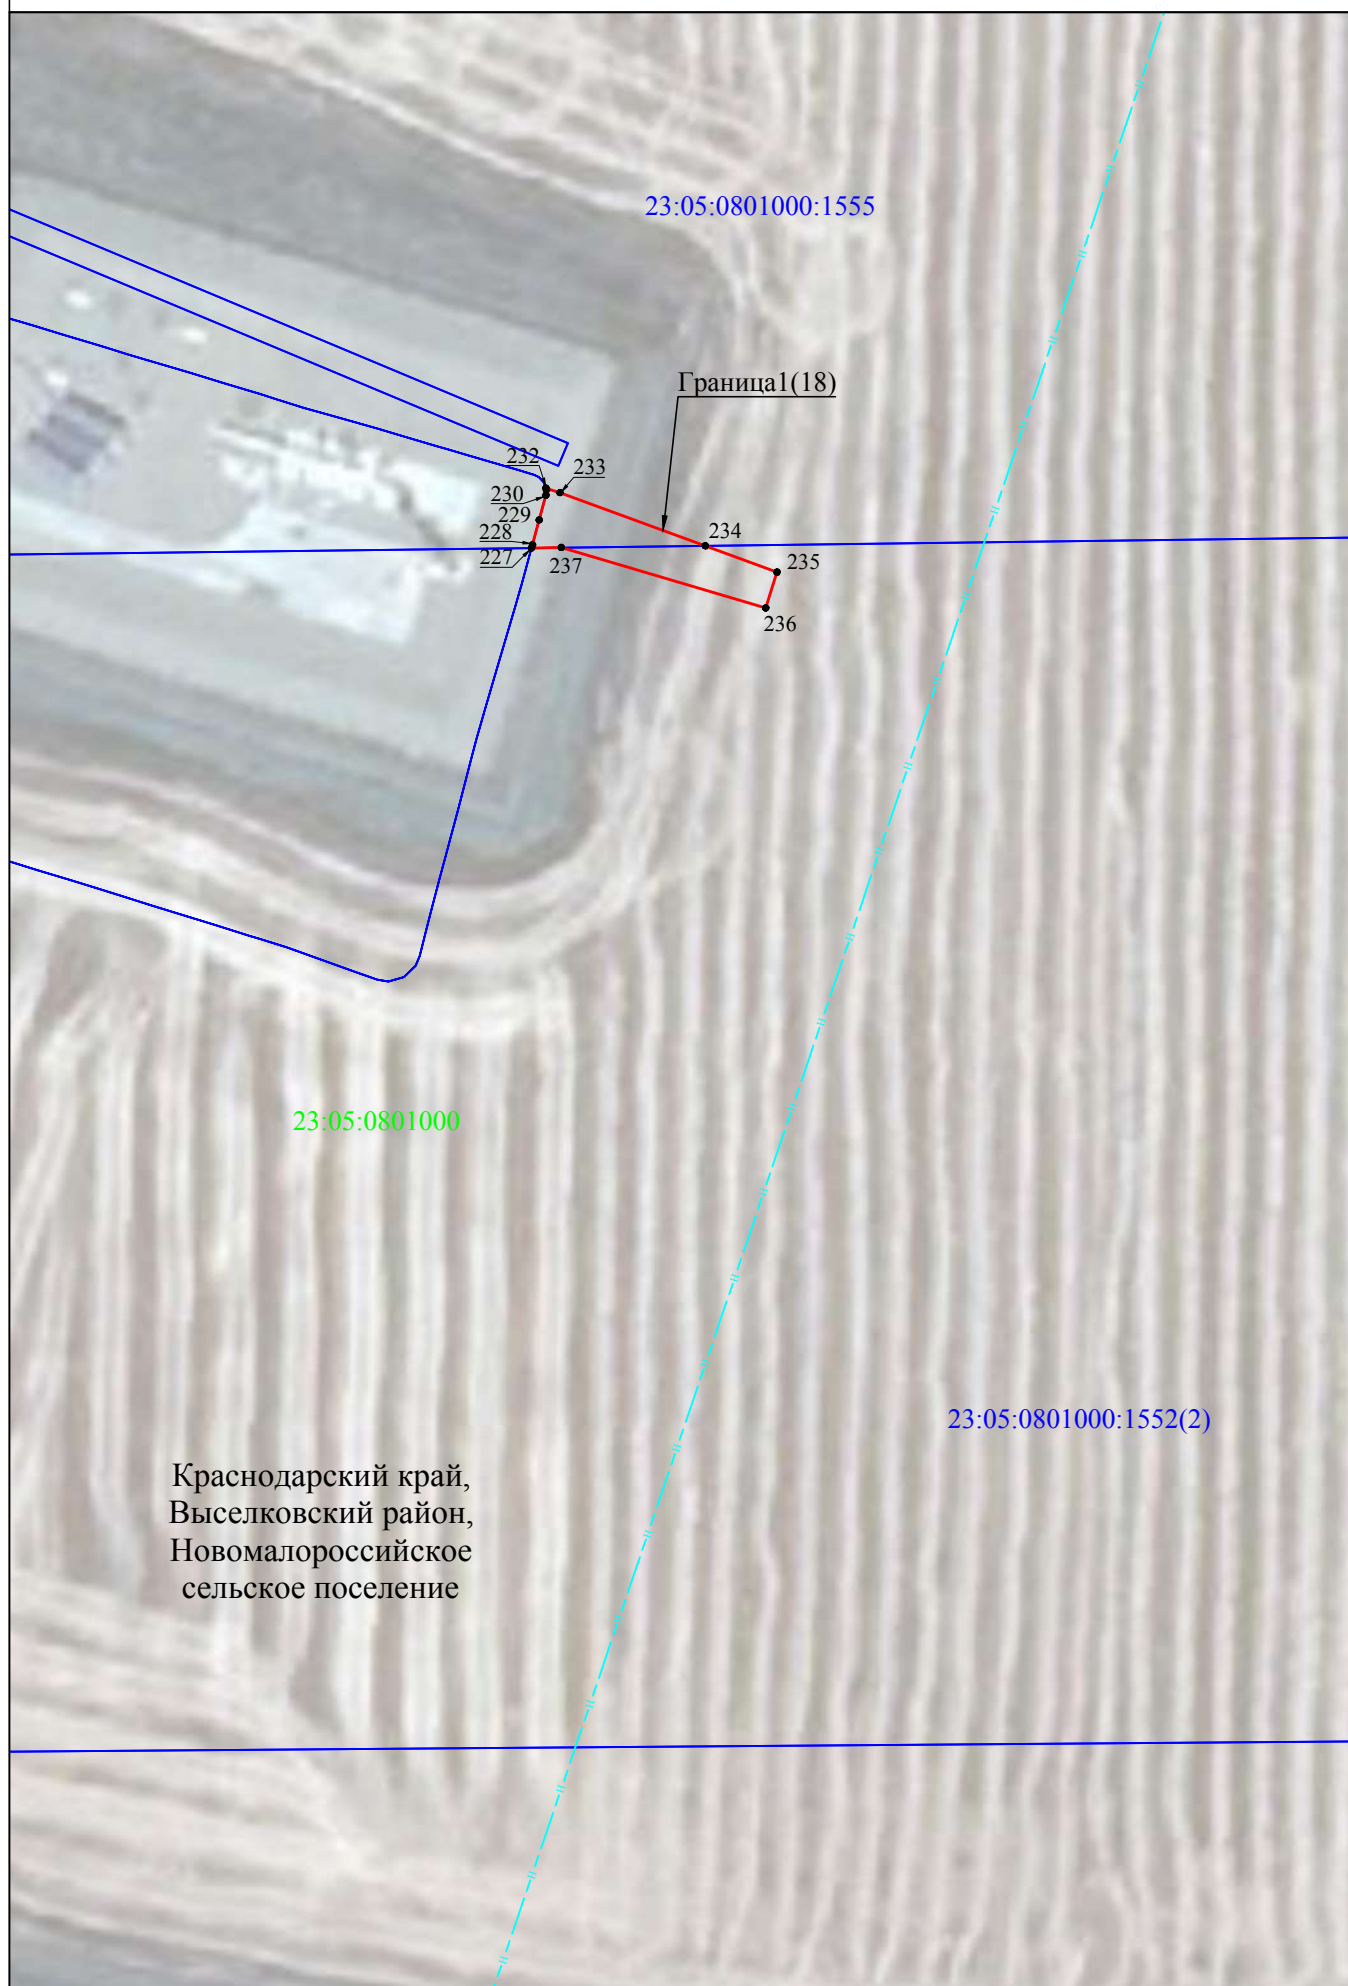 23:05:0801000:1555
Граница1(18)
232
233
230
229
228
234
227
237
235
236
23:05:0801000
23:05:0801000:1552(2)
Краснодарский край,
Выселковский район,
Новомалороссийское
сельское поселение